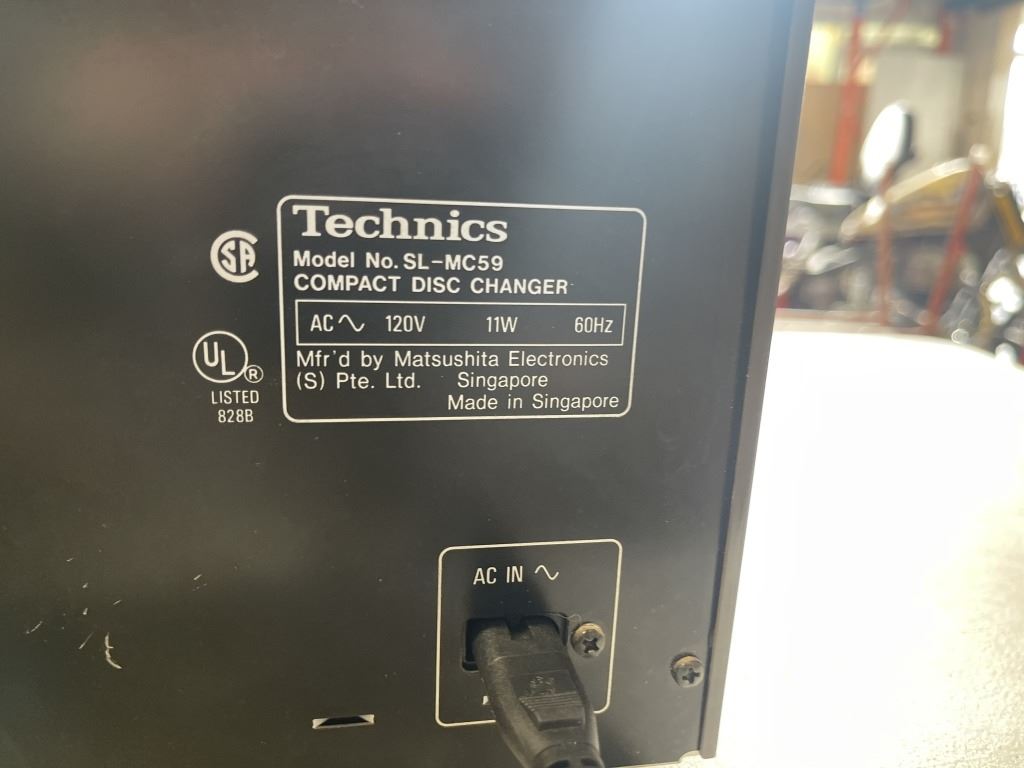 Technics
Model No. SL-MC59
COMPACT DISC CHANGER
AC 120V 11W 60Hz
Mfr'd by Matsushita Electronics
(S) Pte. Ltd. Singapore
Made in Singapore
SA
UL ®
LISTED
828B
AC IN